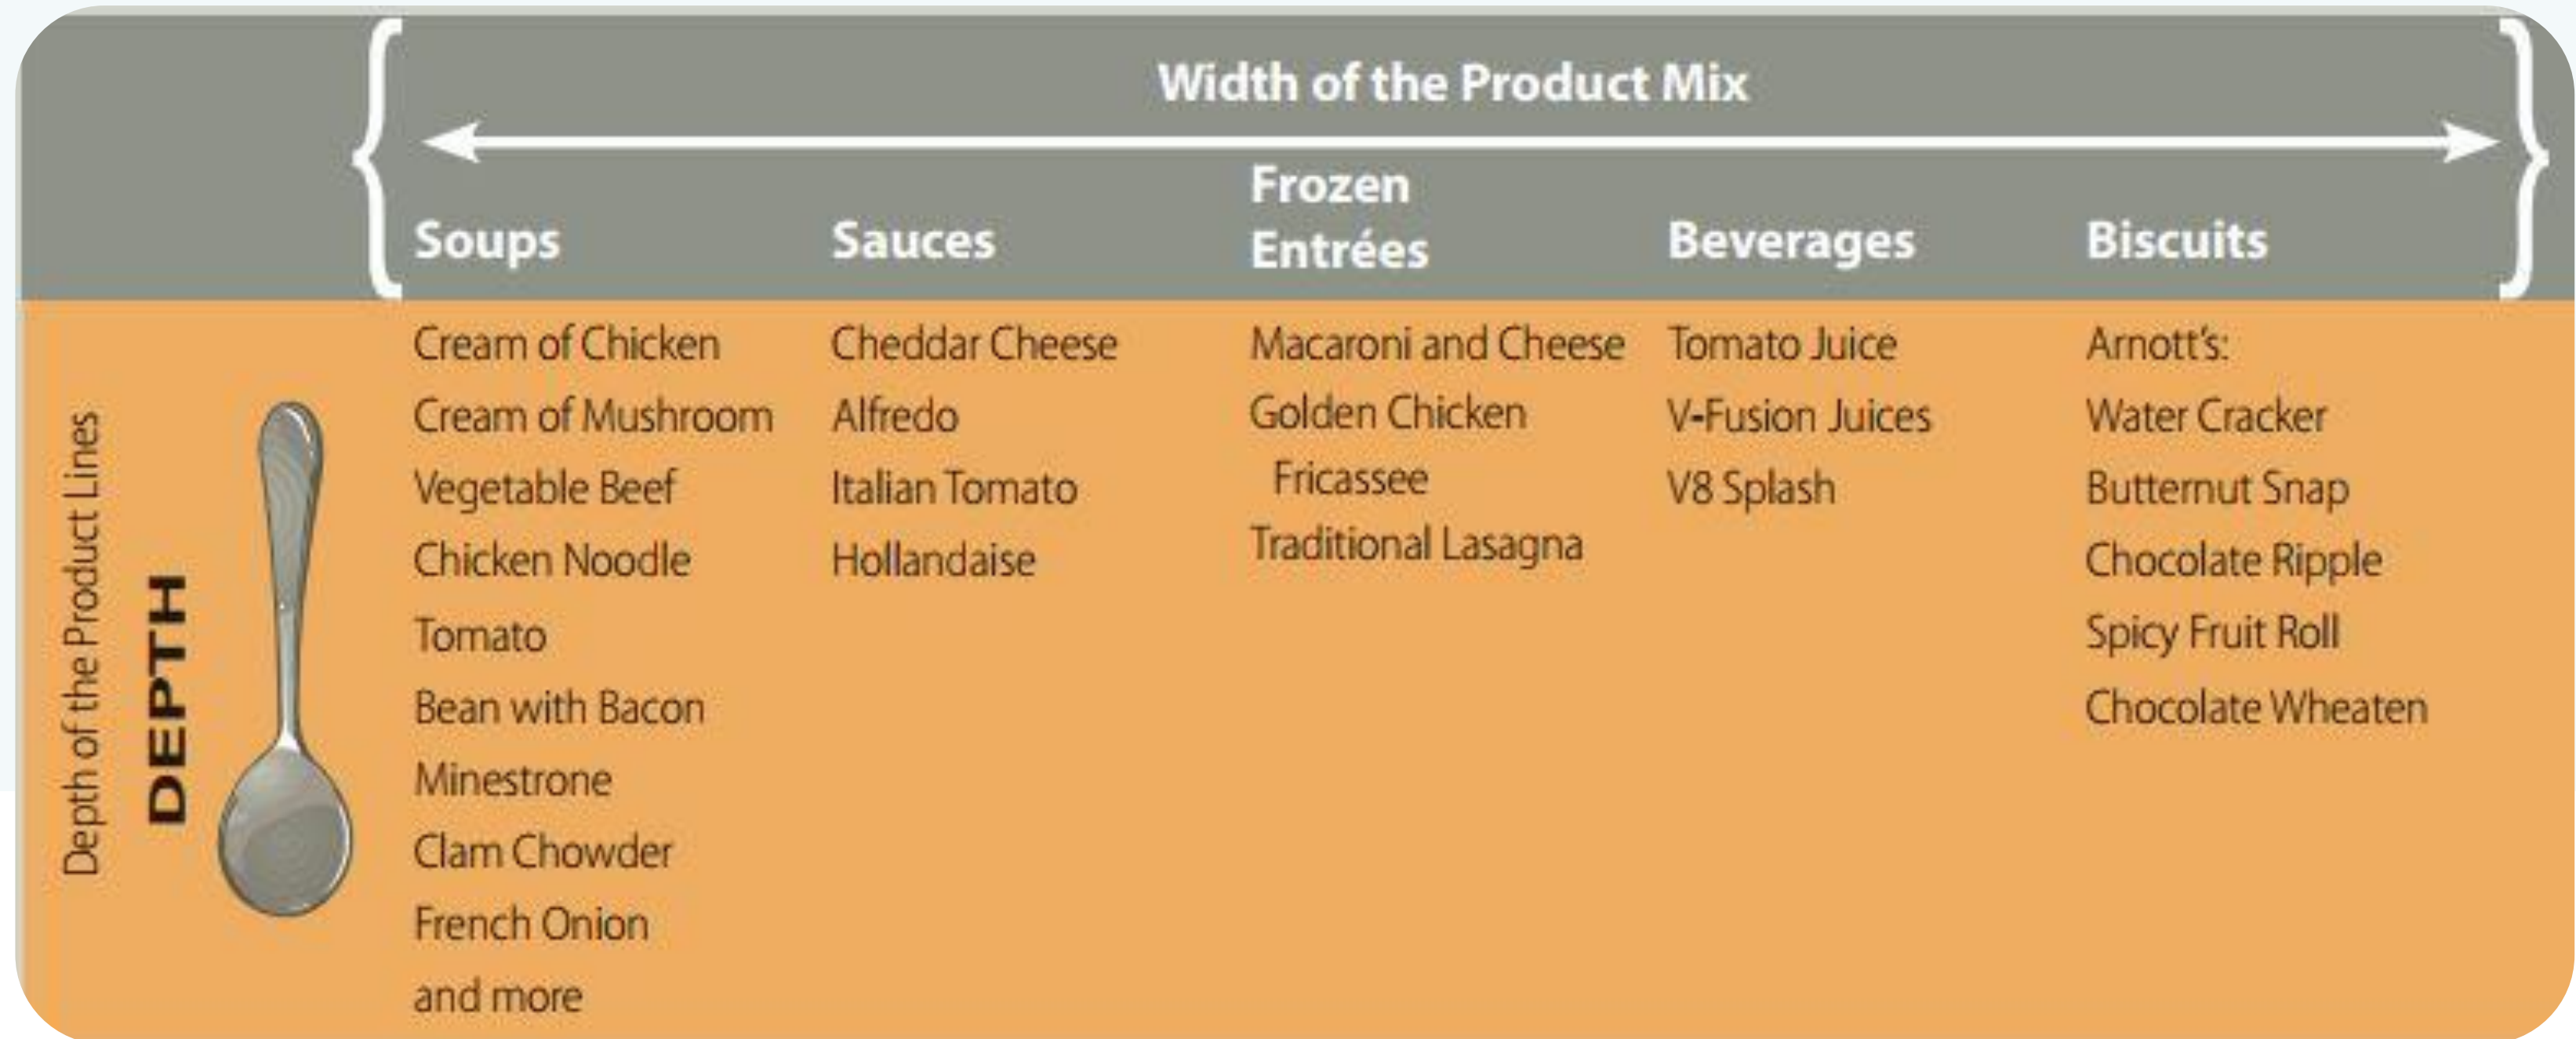 Width of the Product Mix
Soups
Sauces
Frozen
Entrées
Beverages
Biscuits
Depth of the Product Lines
DEPTH
Cream of Chicken
Cream of Mushroom
Vegetable Beef
Chicken Noodle
Tomato
Bean with Bacon
Minestrone
Clam Chowder
French Onion
and more
Cheddar Cheese
Alfredo
Italian Tomato
Hollandaise
Macaroni and Cheese
Golden Chicken
Fricassee
Traditional Lasagna
Tomato Juice
V-Fusion Juices
V8 Splash
Arnott's:
Water Cracker
Butternut Snap
Chocolate Ripple
Spicy Fruit Roll
Chocolate Wheaten